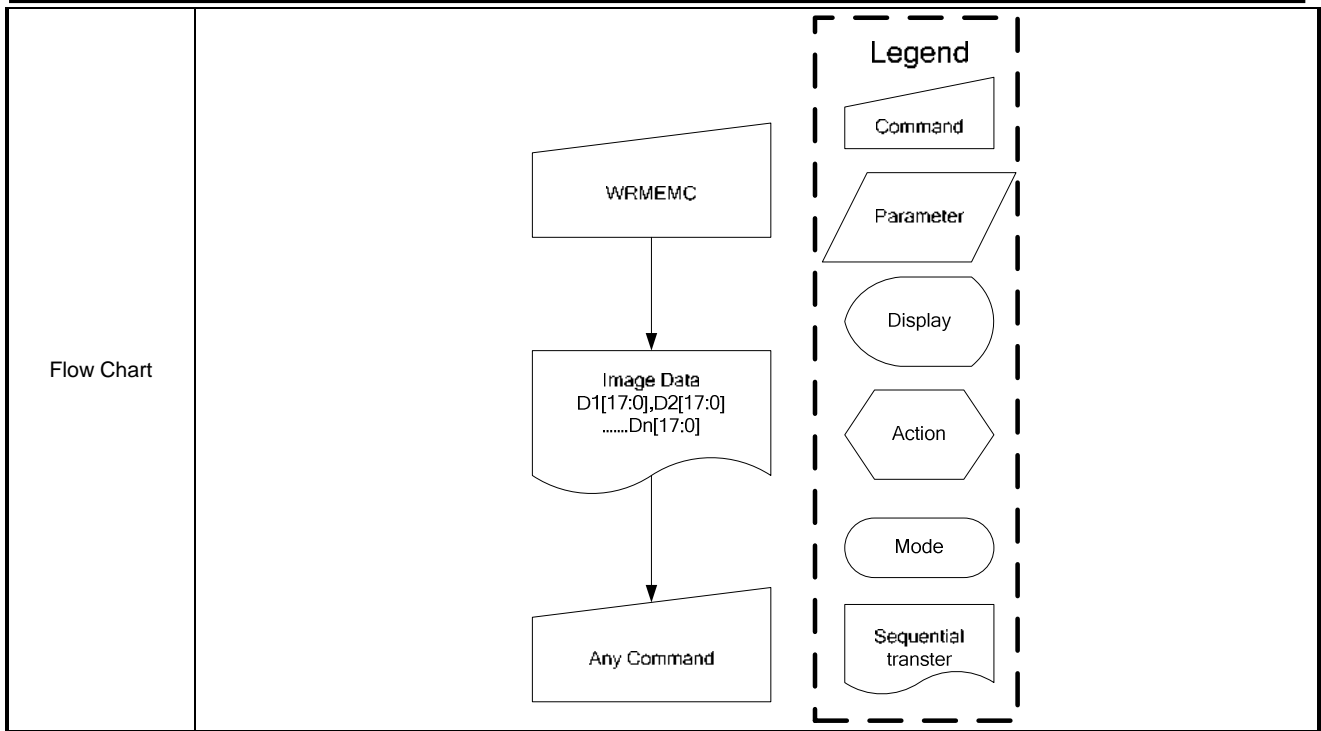 Flow Chart
WRMEMC
Image Data
D1[17:0],D2[17:0]
.......Dn[17:0]
Any Command
Legend
Command
Parameter
Display
Action
Mode
Sequential
transter